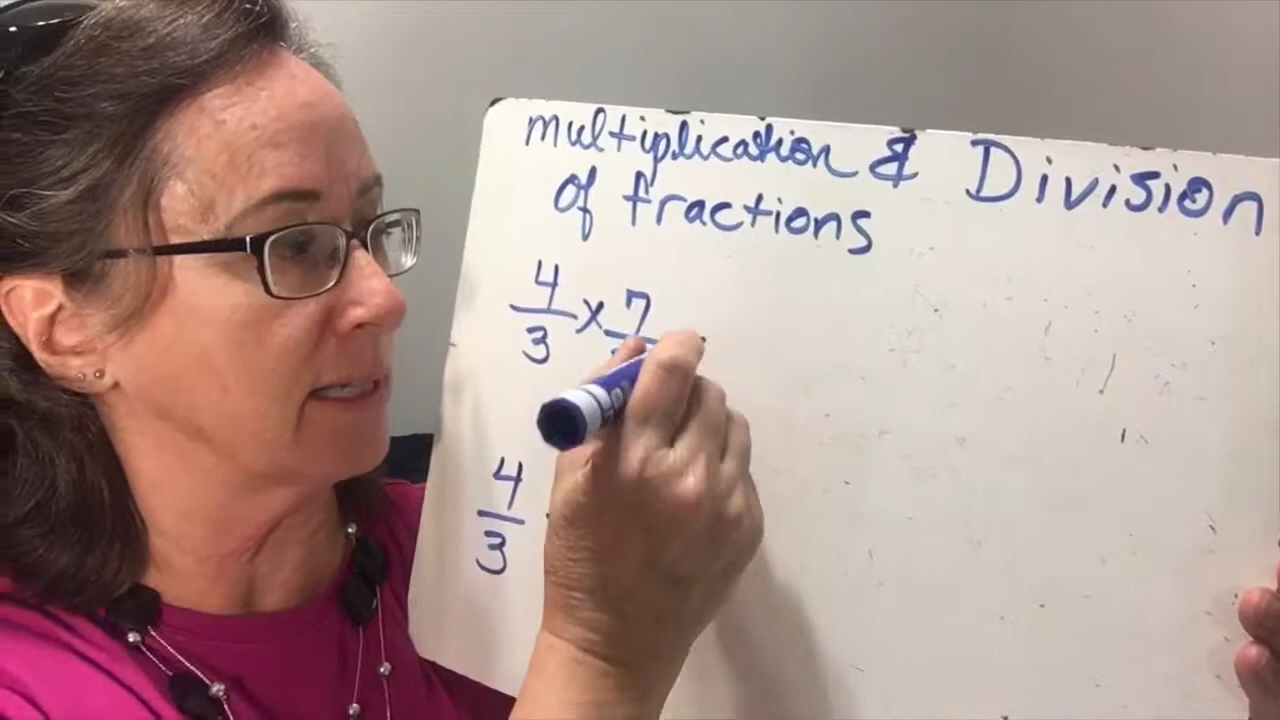 multiplication & Division
of fractions
4/3 x 7
4/3